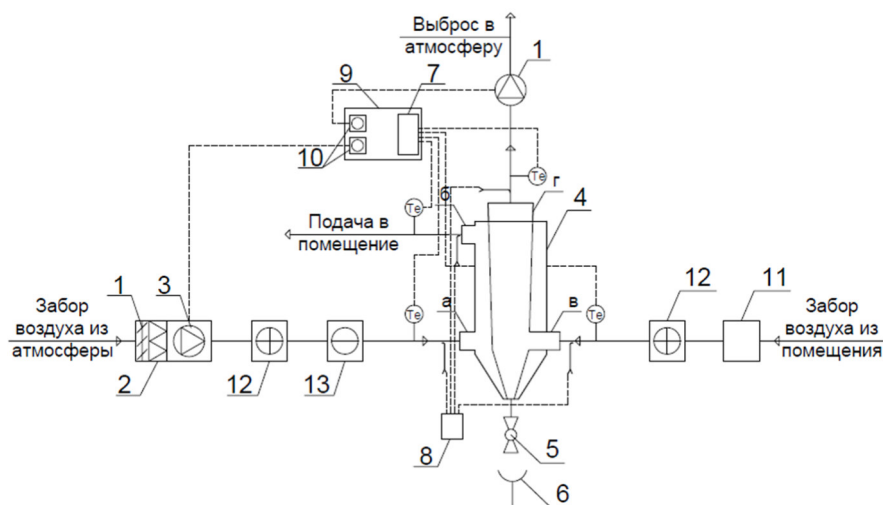 Выброс в
атмосферу
1
9
7
10
Te
г
б
4
Te
Подача в
помещение
Забор
воздуха из
атмосферы
1
3
Te
а
в
Te
12
11
Забор
воздуха из
помещения
2
12
13
8
5
6